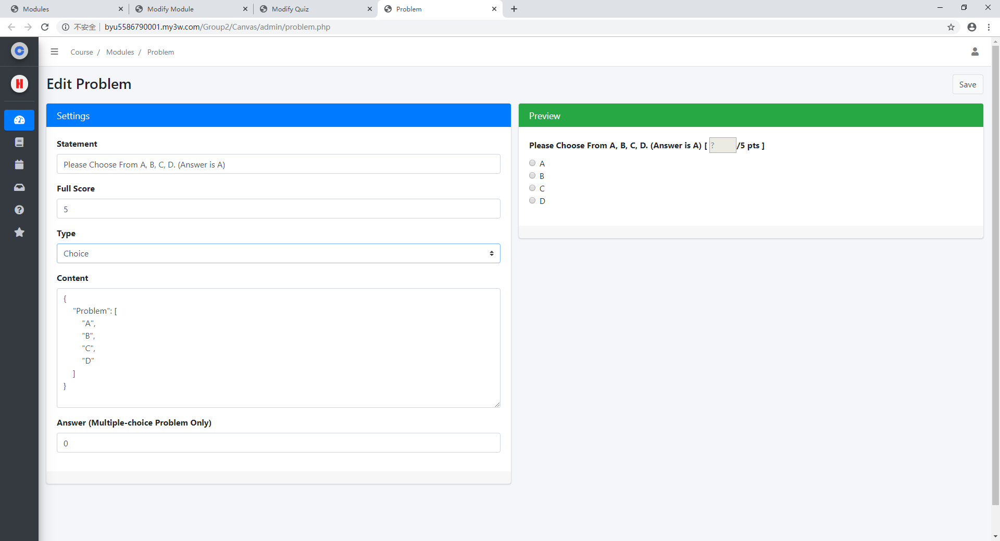 Modules
Modify Module
Modify Quiz
Problem
不安全 byu5586790001.my3w.com/Group2/Canvas/admin/problem.php
Course / Modules / Problem
Edit Problem
Save
Settings
Statement
Please Choose From A, B, C, D. (Answer is A)
Full Score
5
Type
Choice
Content
{
"Problem": [
"A",
"B",
"C",
"D"
]
}
Answer (Multiple-choice Problem Only)
0
Preview
Please Choose From A, B, C, D. (Answer is A) [ ? /5 pts ]
A
B
C
D